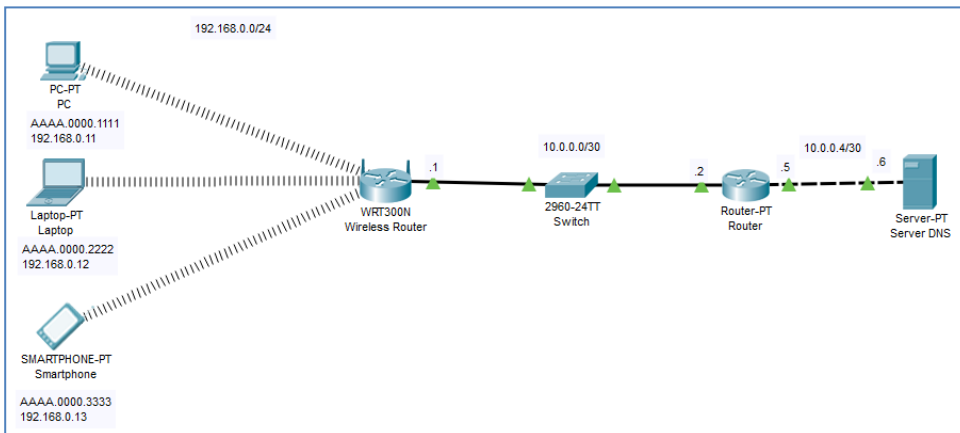 192.168.0.0/24
PC-PT
PC
AAAA.0000.1111
192.168.0.11
Laptop-PT
Laptop
AAAA.0000.2222
192.168.0.12
SMARTPHONE-PT
Smartphone
AAAA.0000.3333
192.168.0.13
.1
WRT300N
Wireless Router
10.0.0.0/30
2960-24TT
Switch
.2
Router-PT
Router
.5
10.0.0.4/30
.6
Server-PT
Server DNS